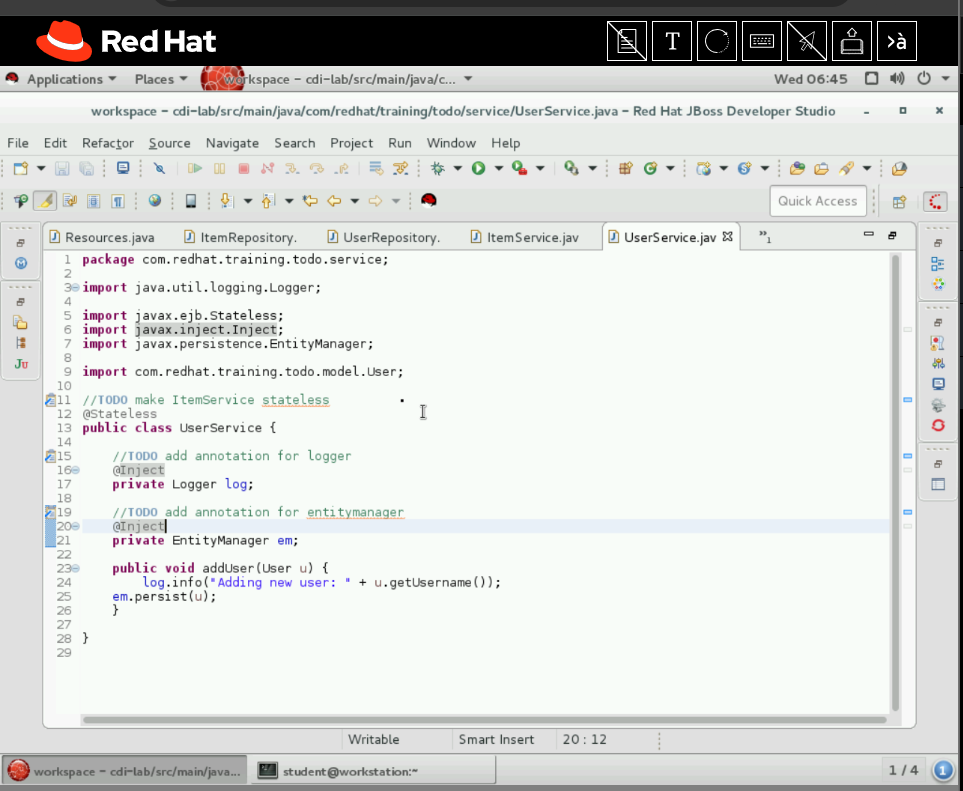 Red Hat
T
>à
Applications Places workspace – cdi-lab/src/main/java/c... Wed 06:45
workspace – cdi-lab/src/main/java/com/redhat/training/todo/service/UserService.java – Red Hat JBoss Developer Studio
File Edit Refactor Source Navigate Search Project Run Window Help
Quick Access
Resources.java ItemRepository. UserRepository. ItemService.jav UserService.jav »1
1 package com.redhat.training.todo.service;
2
3 import java.util.logging.Logger;
4
5 import javax.ejb.Stateless;
6 import javax.inject.Inject;
7 import javax.persistence.EntityManager;
8
9 import com.redhat.training.todo.model.User;
10
11 //TODO make ItemService stateless
12 @Stateless
13 public class UserService {
14
15 //TODO add annotation for logger
16 @Inject
17 private Logger log;
18
19 //TODO add annotation for entitymanager
20 @Inject
21 private EntityManager em;
22
23 public void addUser(User u) {
24 log.info("Adding new user: " + u.getUsername());
25 em.persist(u);
26 }
27
28 }
29
Ju
Writable Smart Insert 20 : 12
workspace – cdi-lab/src/main/java... student@workstation:~ 1 / 4 1